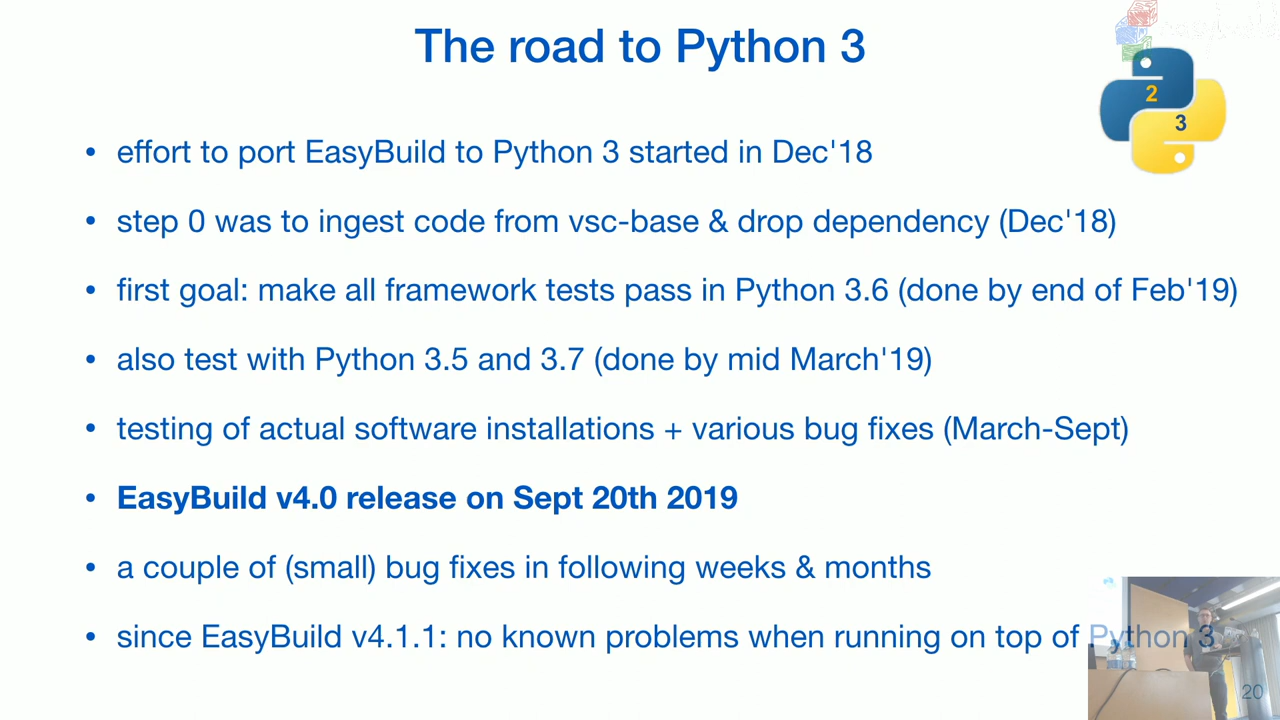 The road to Python 3
2
3
• effort to port EasyBuild to Python 3 started in Dec'18
• step 0 was to ingest code from vsc-base & drop dependency (Dec'18)
• first goal: make all framework tests pass in Python 3.6 (done by end of Feb'19)
• also test with Python 3.5 and 3.7 (done by mid March'19)
• testing of actual software installations + various bug fixes (March-Sept)
• EasyBuild v4.0 release on Sept 20th 2019
• a couple of (small) bug fixes in following weeks & months
• since EasyBuild v4.1.1: no known problems when running on top of Python 3
20